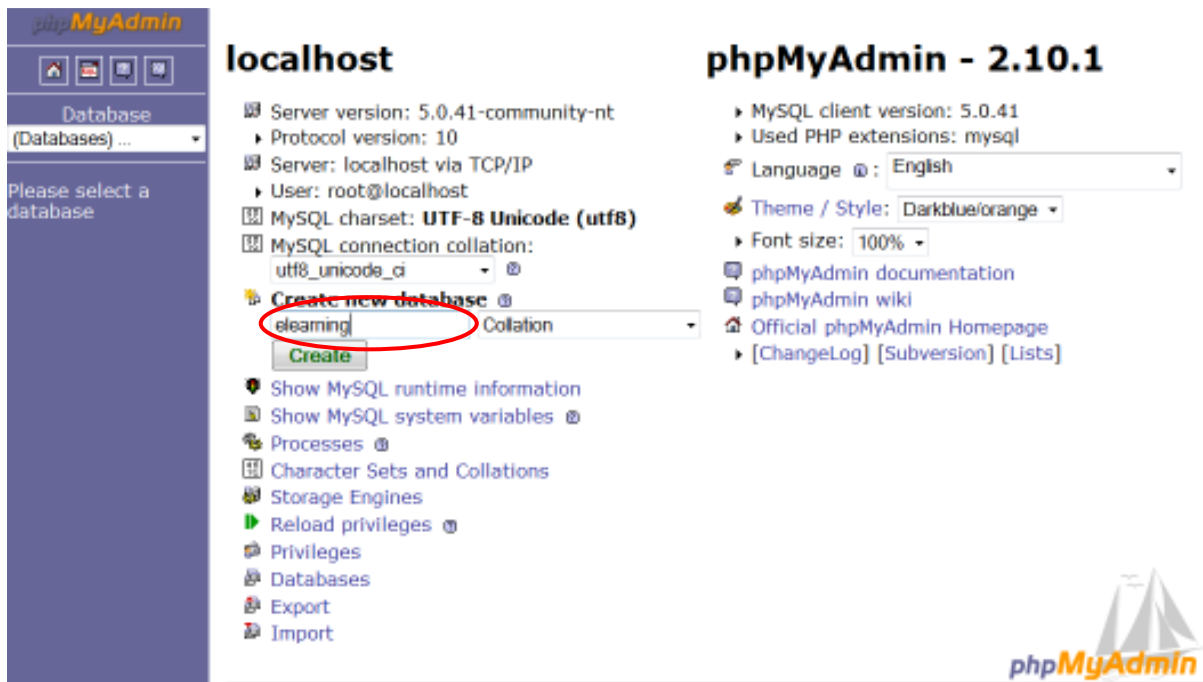 phpMyAdmin
Database
(Databases) ...
Please select a
database
localhost
Server version: 5.0.41-community-nt
Protocol version: 10
Server: localhost via TCP/IP
User: root@localhost
MySQL charset: UTF-8 Unicode (utf8)
MySQL connection collation:
utf8_unicode_ci
Create new database
elearning Collation
Create
Show MySQL runtime information
Show MySQL system variables
Processes
Character Sets and Collations
Storage Engines
Reload privileges
Privileges
Databases
Export
Import
phpMyAdmin - 2.10.1
MySQL client version: 5.0.41
Used PHP extensions: mysql
Language : English
Theme / Style: Darkblue/orange
Font size: 100%
phpMyAdmin documentation
phpMyAdmin wiki
Official phpMyAdmin Homepage
[ChangeLog] [Subversion] [Lists]
phpMyAdmin